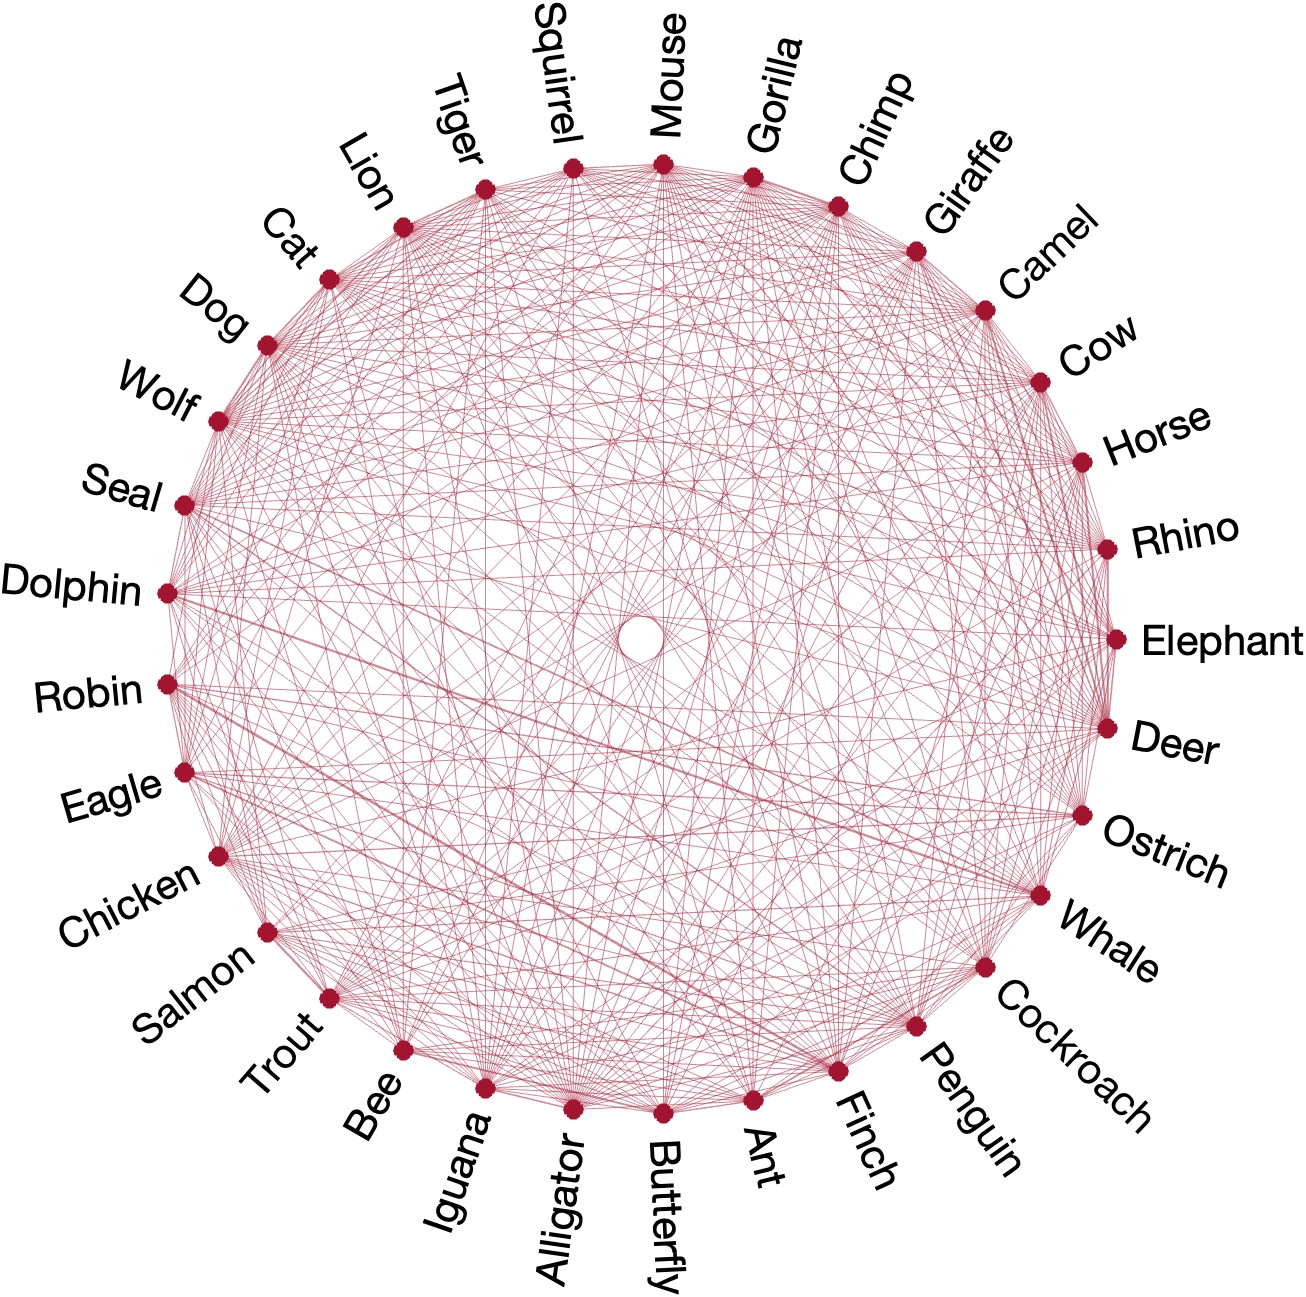 Squirrel
Mouse
Gorilla
Chimp
Giraffe
Camel
Cow
Horse
Rhino
Elephant
Deer
Ostrich
Whale
Cockroach
Penguin
Finch
Ant
Butterfly
Alligator
Iguana
Bee
Trout
Salmon
Chicken
Eagle
Robin
Dolphin
Seal
Wolf
Dog
Cat
Lion
Tiger